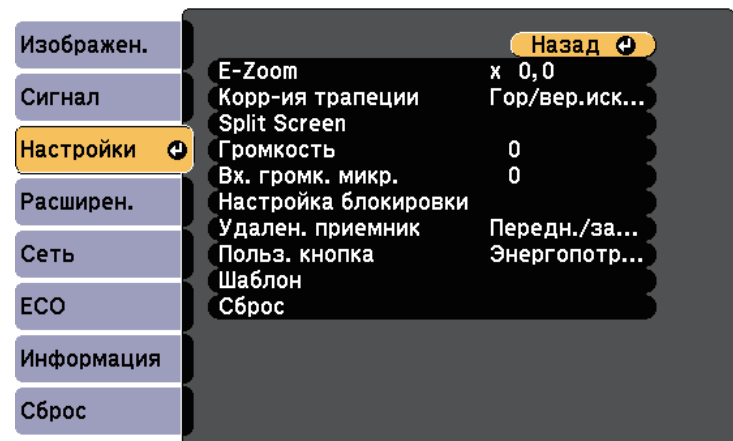 Изображен.
Сигнал
Настройки
Расширен.
Сеть
ECO
Информация
Сброс
Назад
E-Zoom x 0,0
Корр-ия трапеции Гор/вер.иск...
Split Screen
Громкость 0
Вх. громк. микр. 0
Настройка блокировки
Удален. приемник Передн./за...
Польз. кнопка Энергопотр...
Шаблон
Сброс